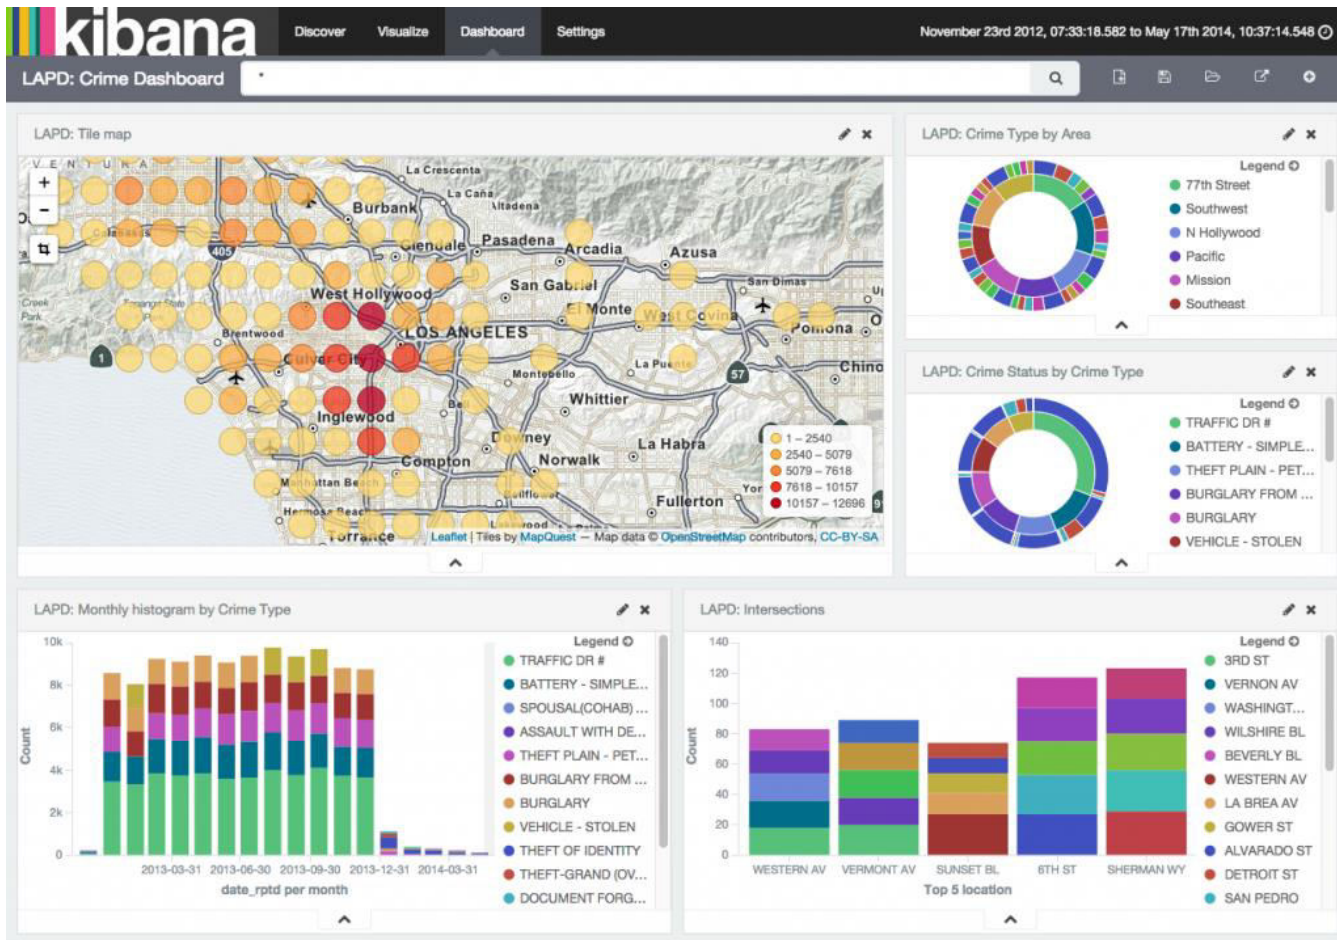 kibana
Discover Visualize Dashboard Settings
November 23rd 2012, 07:33:18.582 to May 17th 2014, 10:37:14.548
LAPD: Crime Dashboard
*
LAPD: Tile map
VENTURA
La Crescenta
La Caña
Altadena
Burbank
Glendale
Pasadena
Arcadia
Azusa
405
San Gabriel
San Dimas
West Hollywood
El Monte
West Covina
Creek
Park
Brentwood
LOS ANGELES
Pomona
1
Culver City
Montebello
La Puente
57
Chino
Whittier
Inglewood
Downey
La Habra
Compton
Norwalk
Manhattan Beach
Bellflower
Fullerton
Hermosa Beach
Lakewood
Torrance
1 – 2540
2540 – 5079
5079 – 7618
7618 – 10157
10157 – 12696
Leaflet | Tiles by MapQuest — Map data © OpenStreetMap contributors, CC-BY-SA
LAPD: Crime Type by Area
Legend
77th Street
Southwest
N Hollywood
Pacific
Mission
Southeast
LAPD: Crime Status by Crime Type
Legend
TRAFFIC DR #
BATTERY - SIMPLE...
THEFT PLAIN - PET...
BURGLARY FROM ...
BURGLARY
VEHICLE - STOLEN
LAPD: Monthly histogram by Crime Type
Legend
10k
8k
6k
4k
2k
0
Count
2013-03-31 2013-06-30 2013-09-30 2013-12-31 2014-03-31
date_rptd per month
TRAFFIC DR #
BATTERY - SIMPLE...
SPOUSAL(COHAB) ...
ASSAULT WITH DE...
THEFT PLAIN - PET...
BURGLARY FROM ...
BURGLARY
VEHICLE - STOLEN
THEFT OF IDENTITY
THEFT-GRAND (OV...
DOCUMENT FORG...
LAPD: Intersections
Legend
140
120
100
80
60
40
20
0
Count
WESTERN AV VERMONT AV SUNSET BL 6TH ST SHERMAN WY
Top 5 location
3RD ST
VERNON AV
WASHINGT...
WILSHIRE BL
BEVERLY BL
WESTERN AV
LA BREA AV
GOWER ST
ALVARADO ST
DETROIT ST
SAN PEDRO